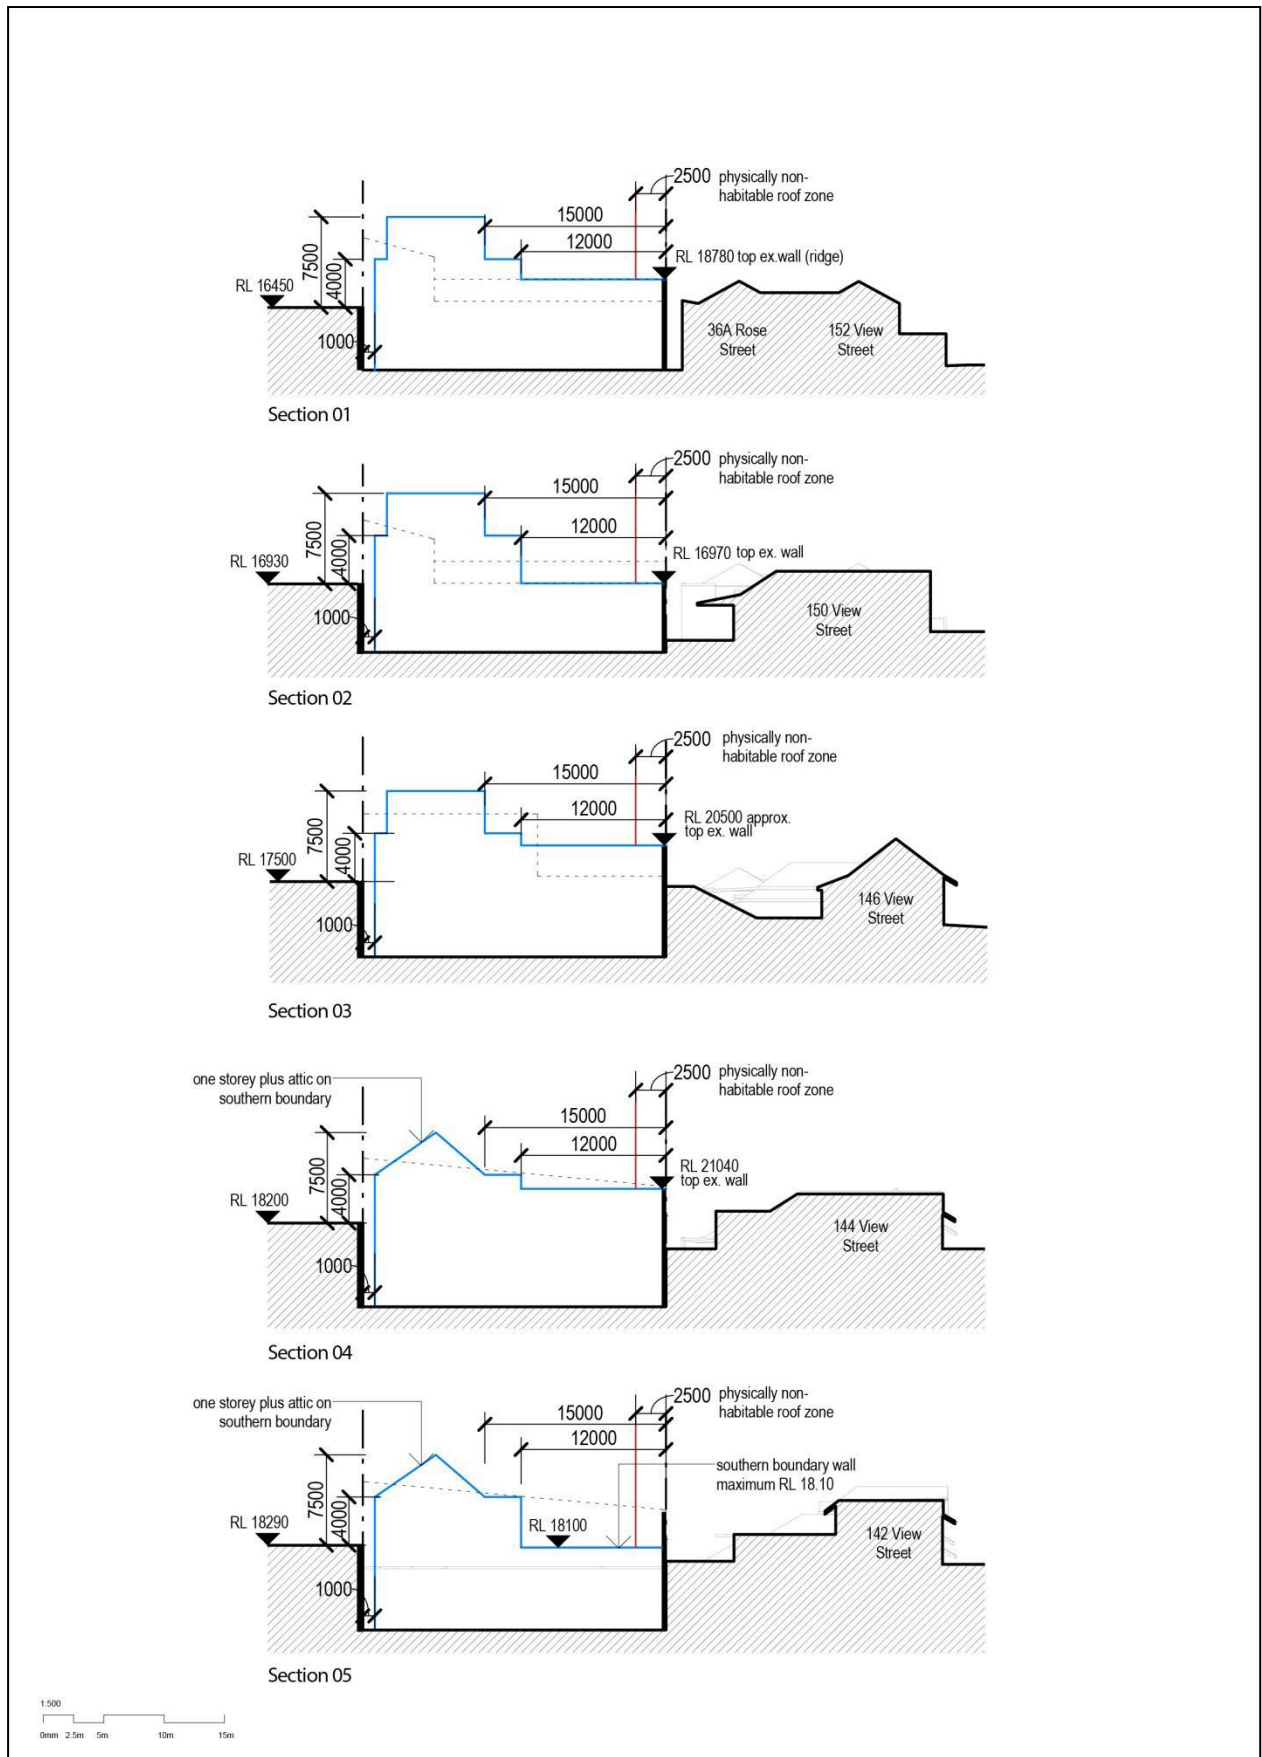 2500 physically non-
habitable roof zone
15000
12000
RL 18780 top ex.wall (ridge)
7500
4000
RL 16450
1000
36A Rose
Street
152 View
Street
Section 01
2500 physically non-
habitable roof zone
15000
12000
7500
4000
RL 16930
RL 16970 top ex. wall
1000
150 View
Street
Section 02
2500 physically non-
habitable roof zone
15000
12000
RL 20500 approx.
top ex. wall
7500
4000
RL 17500
1000
146 View
Street
Section 03
one storey plus attic on
southern boundary
2500 physically non-
habitable roof zone
15000
12000
RL 21040
top ex. wall
7500
4000
RL 18200
1000
144 View
Street
Section 04
one storey plus attic on
southern boundary
2500 physically non-
habitable roof zone
15000
12000
southern boundary wall
maximum RL 18.10
7500
4000
RL 18290
RL 18100
1000
142 View
Street
Section 05
1:500
0mm 2.5m 5m 10m 15m